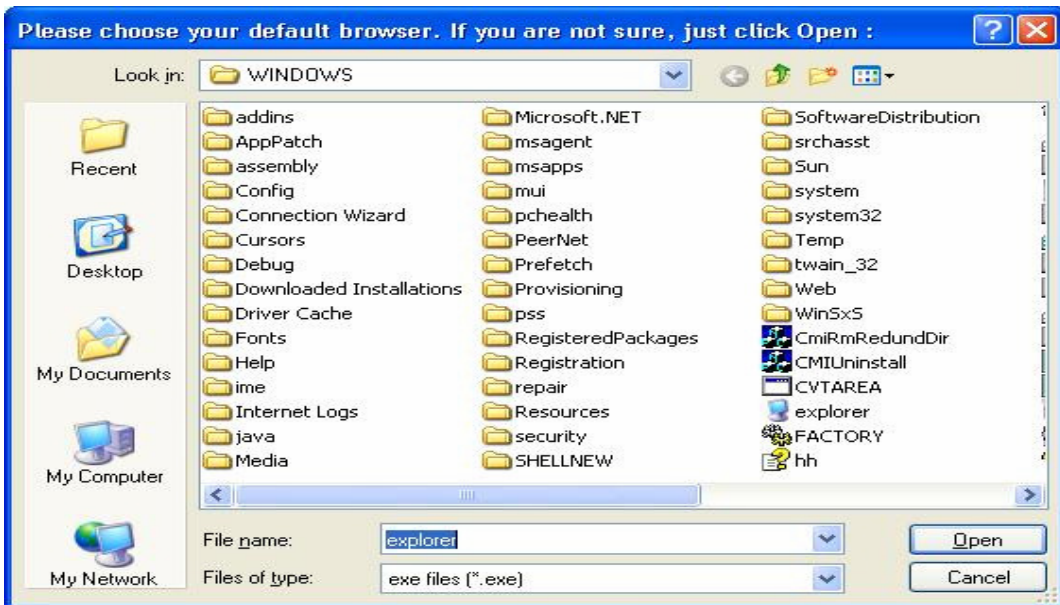 Please choose your default browser. If you are not sure, just click Open :
Look in:
WINDOWS
Recent
Desktop
My Documents
My Computer
My Network
addins
AppPatch
assembly
Config
Connection Wizard
Cursors
Debug
Downloaded Installations
Driver Cache
Fonts
Help
ime
Internet Logs
java
Media
Microsoft.NET
msagent
msapps
mui
pchealth
PeerNet
Prefetch
Provisioning
pss
RegisteredPackages
Registration
repair
Resources
security
SHELLNEW
SoftwareDistribution
srchasst
Sun
system
system32
Temp
twain_32
Web
WinSxS
CmiRmRedundDir
CMIUninstall
CVTAREA
explorer
FACTORY
hh
File name:
explorer
Open
Files of type:
exe files (*.exe)
Cancel